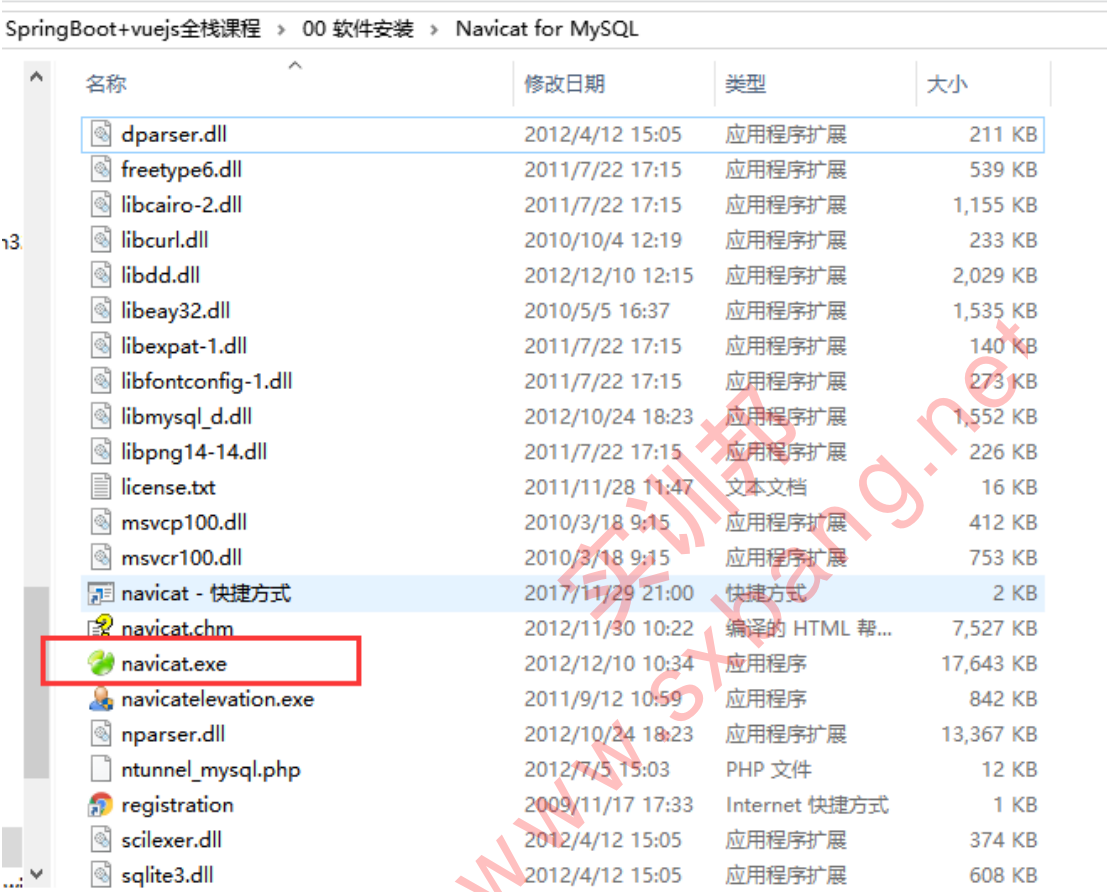 SpringBoot+vuejs全栈课程 › 00 软件安装 › Navicat for MySQL
名称 修改日期 类型 大小
dparser.dll 2012/4/12 15:05 应用程序扩展 211 KB
freetype6.dll 2011/7/22 17:15 应用程序扩展 539 KB
libcairo-2.dll 2011/7/22 17:15 应用程序扩展 1,155 KB
libcurl.dll 2010/10/4 12:19 应用程序扩展 233 KB
libdd.dll 2012/12/10 12:15 应用程序扩展 2,029 KB
libeay32.dll 2010/5/5 16:37 应用程序扩展 1,535 KB
libexpat-1.dll 2011/7/22 17:15 应用程序扩展 140 KB
libfontconfig-1.dll 2011/7/22 17:15 应用程序扩展 273 KB
libmysql_d.dll 2012/10/24 18:23 应用程序扩展 1,552 KB
libpng14-14.dll 2011/7/22 17:15 应用程序扩展 226 KB
license.txt 2011/11/28 11:47 文本文档 16 KB
msvcp100.dll 2010/3/18 9:15 应用程序扩展 412 KB
msvcr100.dll 2010/3/18 9:15 应用程序扩展 753 KB
navicat - 快捷方式 2017/11/29 21:00 快捷方式 2 KB
navicat.chm 2012/11/30 10:22 编译的 HTML 帮... 7,527 KB
navicat.exe 2012/12/10 10:34 应用程序 17,643 KB
navicatelevation.exe 2011/9/12 10:59 应用程序 842 KB
nparser.dll 2012/10/24 18:23 应用程序扩展 13,367 KB
ntunnel_mysql.php 2012/7/5 15:03 PHP 文件 12 KB
registration 2009/11/17 17:33 Internet 快捷方式 1 KB
scilexer.dll 2012/4/12 15:05 应用程序扩展 374 KB
sqlite3.dll 2012/4/12 15:05 应用程序扩展 608 KB
实训邦
www.sxbang.net